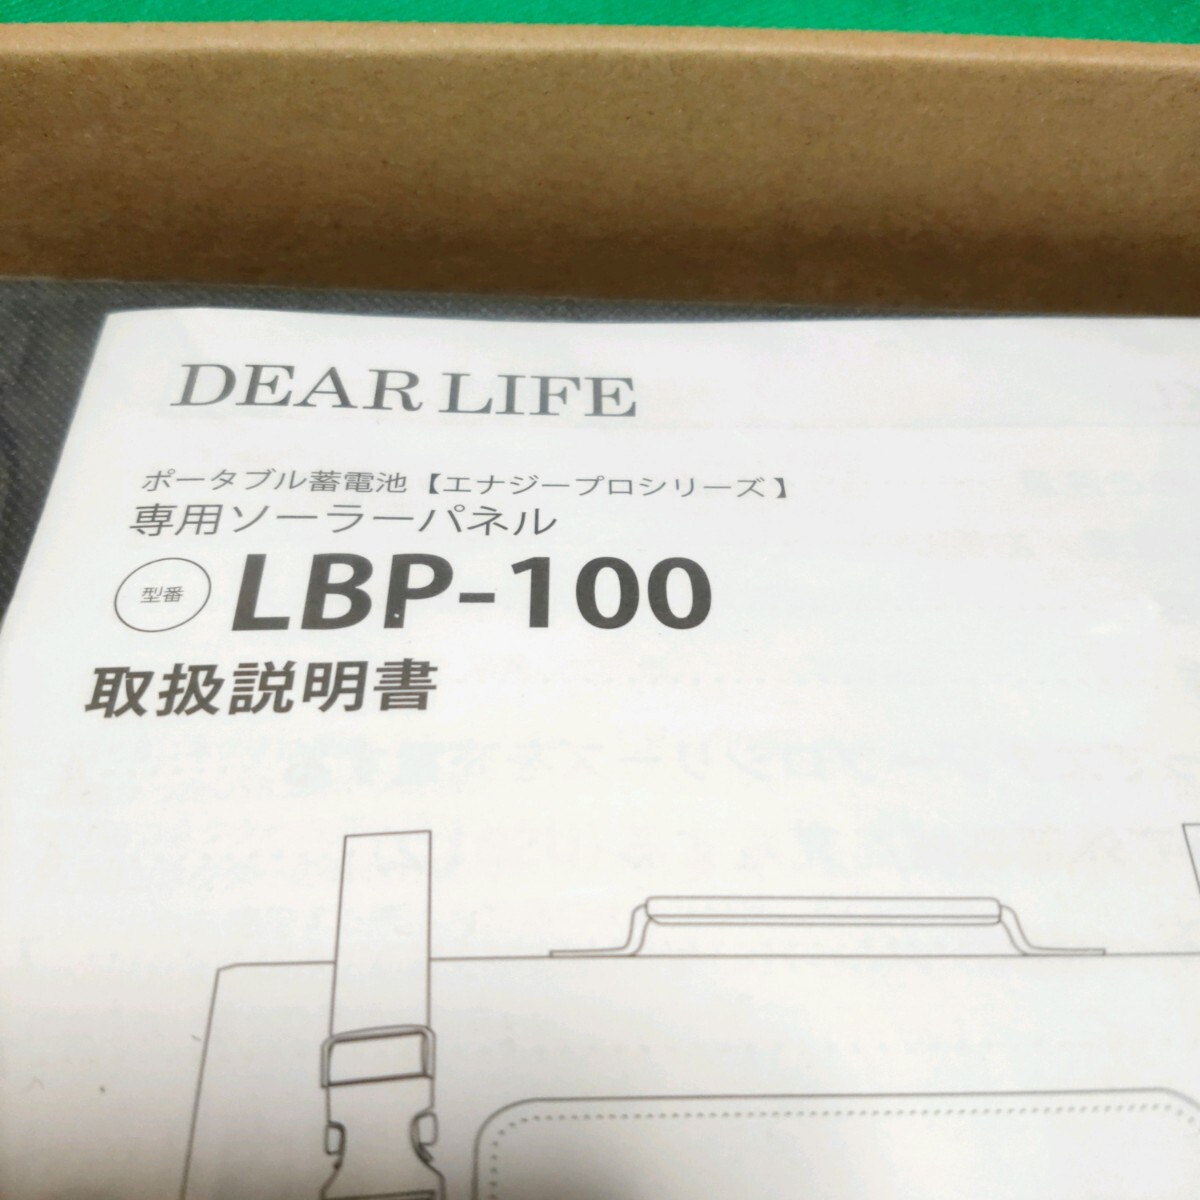 DEAR LIFE
ポータブル蓄電池【エナジープロシリーズ】
専用ソーラーパネル
型番 LBP-100
取扱説明書